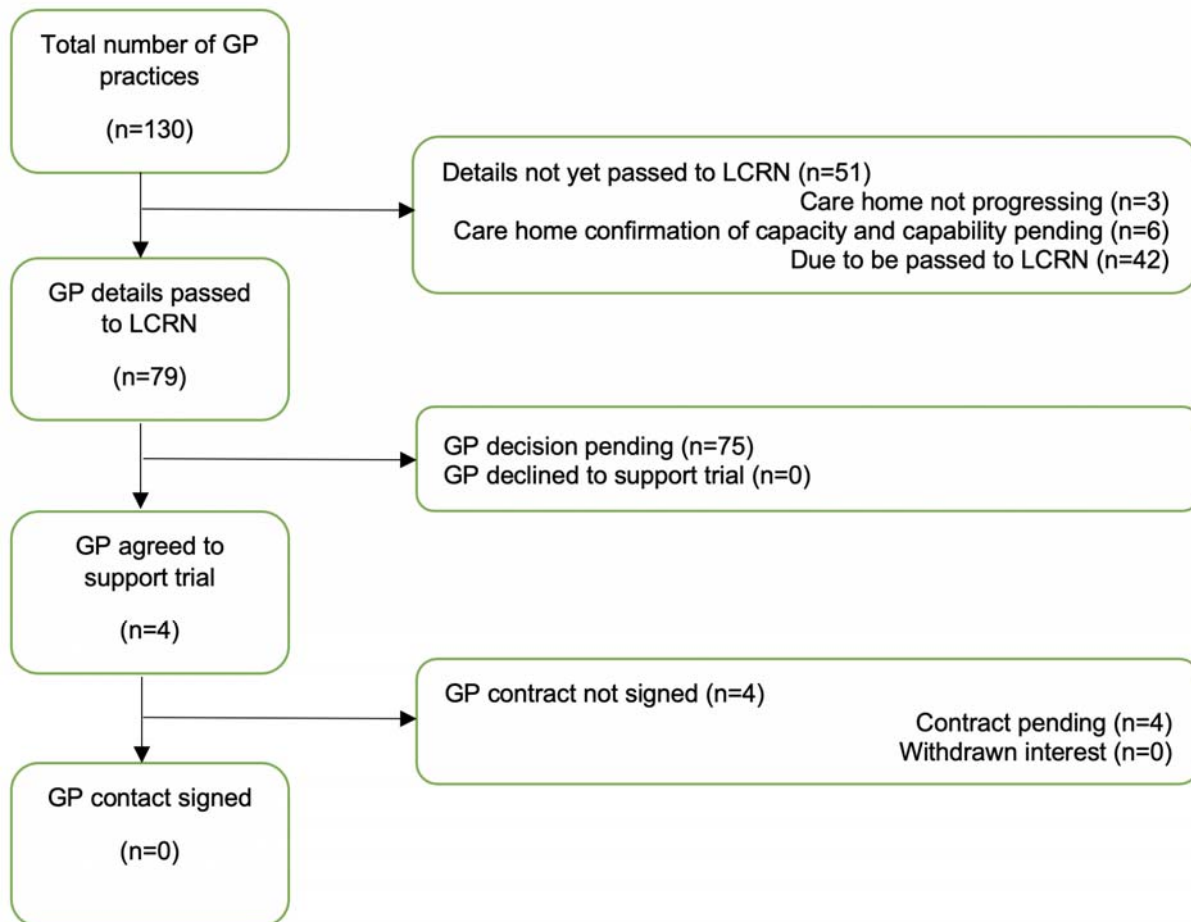 Total number of GP
practices
(n=130)
Details not yet passed to LCRN (n=51)
Care home not progressing (n=3)
Care home confirmation of capacity and capability pending (n=6)
Due to be passed to LCRN (n=42)
GP details passed
to LCRN
(n=79)
GP decision pending (n=75)
GP declined to support trial (n=0)
GP agreed to
support trial
(n=4)
GP contract not signed (n=4)
Contract pending (n=4)
Withdrawn interest (n=0)
GP contact signed
(n=0)